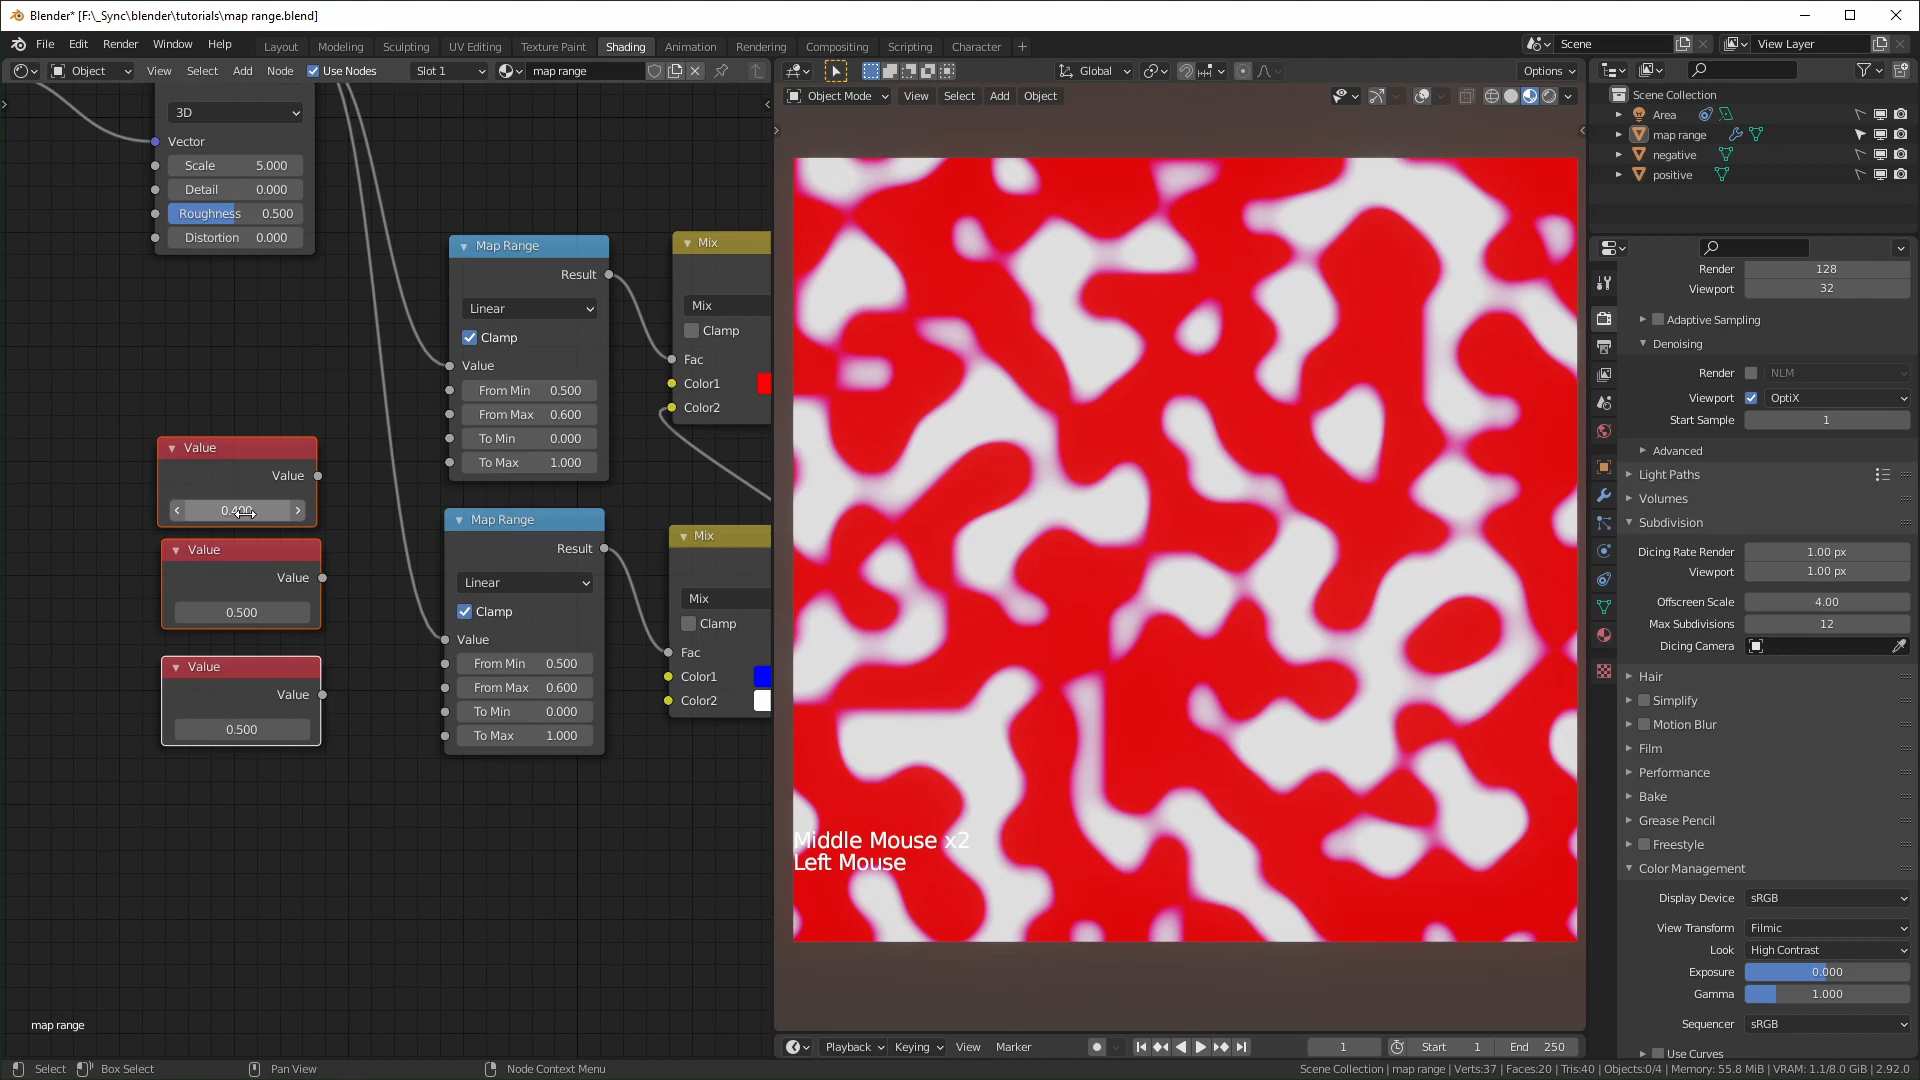 Blender* [F:\_Sync\blender\tutorials\map range.blend]
File Edit Render Window Help Layout Modeling Sculpting UV Editing Texture Paint Shading Animation Rendering Compositing Scripting Character + Scene View Layer
Object View Select Add Node Use Nodes Slot 1 map range Global Options
Object Mode View Select Add Object
3D
Vector
Scale 5.000
Detail 0.000
Roughness 0.500
Distortion 0.000
Map Range
Result
Linear
Clamp
Value
From Min 0.500
From Max 0.600
To Min 0.000
To Max 1.000
Mix
Mix
Clamp
Fac
Color1
Color2
Value
Value
Value
Value
0.500
Value
Value
0.500
Map Range
Result
Linear
Clamp
Value
From Min 0.500
From Max 0.600
To Min 0.000
To Max 1.000
Mix
Mix
Clamp
Fac
Color1
Color2
map range
Middle Mouse x2
Left Mouse
Playback Keying View Marker 1 Start 1 End 250
Scene Collection
Area
map range
negative
positive
Render 128
Viewport 32
Adaptive Sampling
Denoising
Render NLM
Viewport OptiX
Start Sample 1
Advanced
Light Paths
Volumes
Subdivision
Dicing Rate Render 1.00 px
Viewport 1.00 px
Offscreen Scale 4.00
Max Subdivisions 12
Dicing Camera
Hair
Simplify
Motion Blur
Film
Performance
Bake
Grease Pencil
Freestyle
Color Management
Display Device sRGB
View Transform Filmic
Look High Contrast
Exposure 0.000
Gamma 1.000
Sequencer sRGB
Use Curves
Select Box Select Pan View Node Context Menu Scene Collection | map range | Verts:37 | Faces:20 | Tris:40 | Objects:0/4 | Memory: 55.8 MiB | VRAM: 1.1/8.0 GiB | 2.92.0